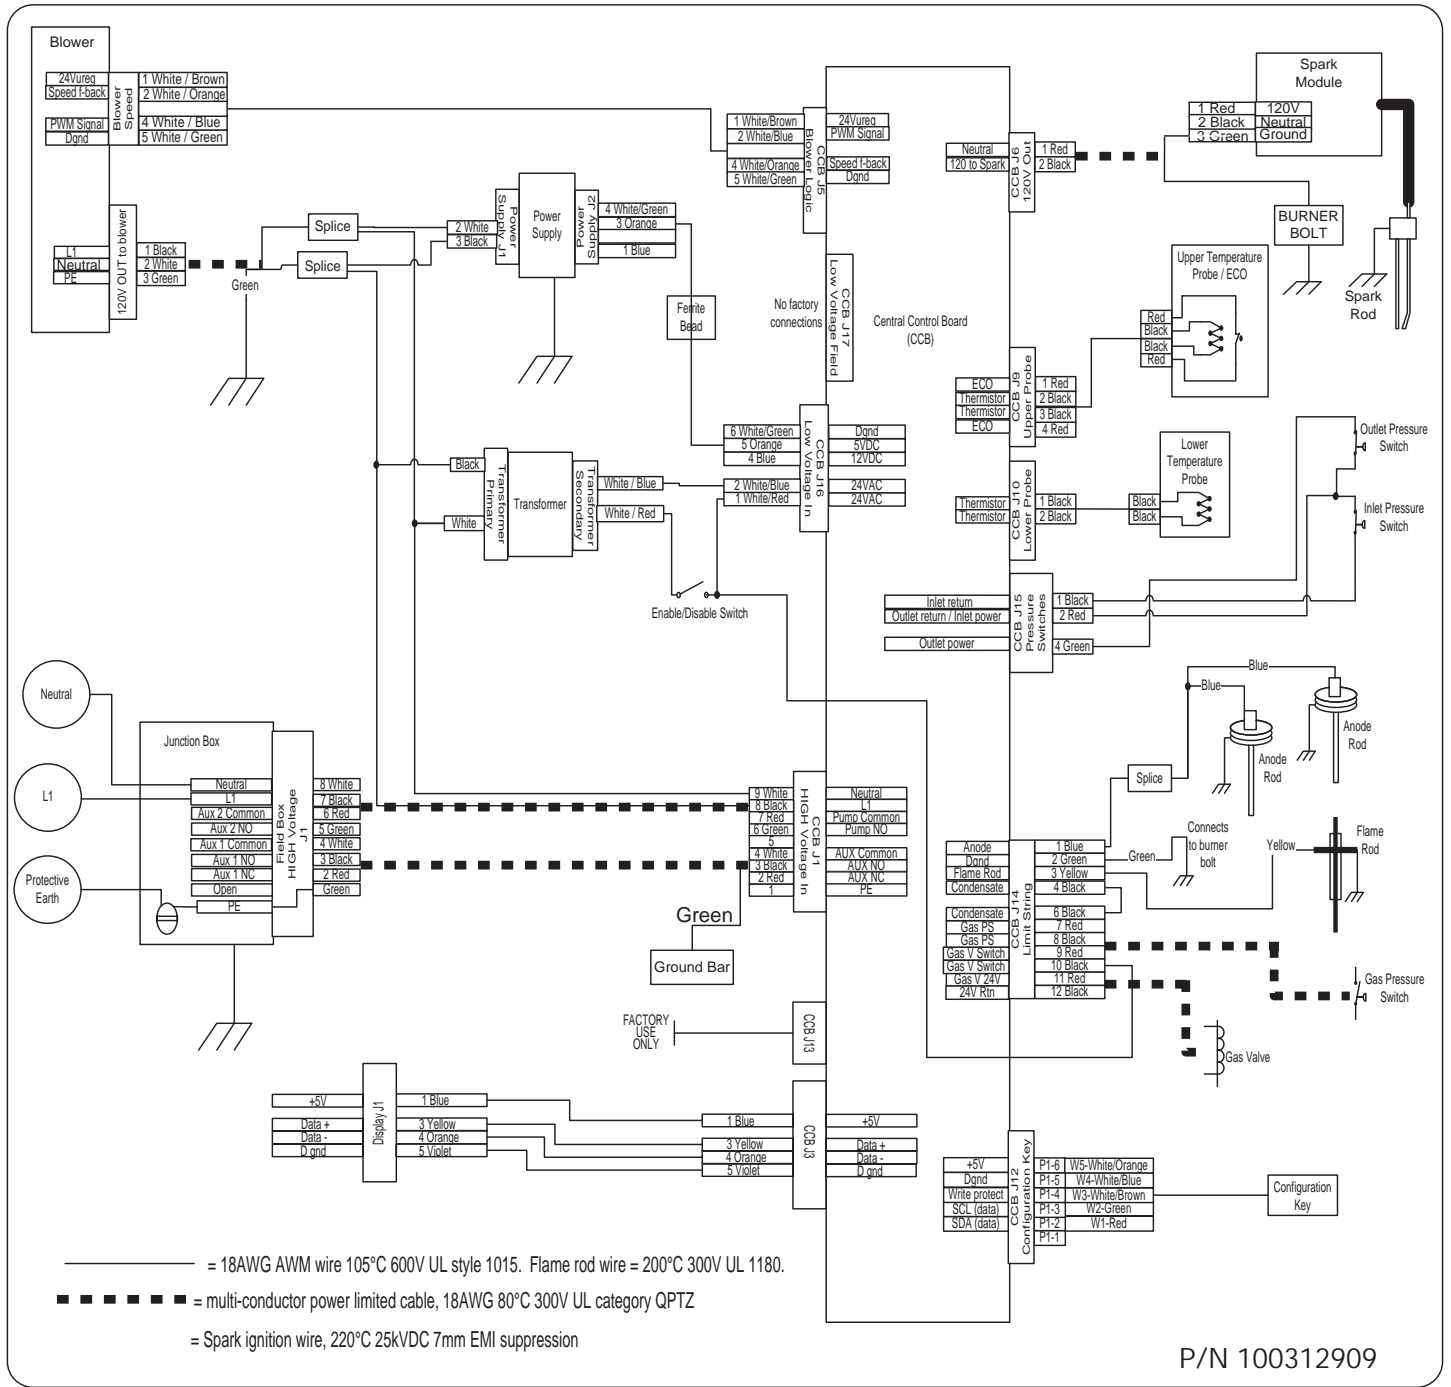 Blower
24Vureg
Speed f-back
PWM Signal
Dgnd
Blower Speed
1 White / Brown
2 White / Orange
4 White / Blue
5 White / Green
L1
Neutral
PE
120V OUT to blower
1 Black
2 White
3 Green
Green
Splice
Splice
2 White
3 Black
Power Supply J1
Power Supply
Power Supply J2
4 White/Green
3 Orange
1 Blue
Ferrite Bead
1 White/Brown
2 White/Blue
4 White/Orange
5 White/Green
CCB J5
Blower Logic
24Vureg
PWM Signal
Speed f-back
Dgnd
No factory connections
CCB J17
Low Voltage Field
Central Control Board
(CCB)
6 White/Green
5 Orange
4 Blue
2 White/Blue
1 White/Red
CCB J16
Low Voltage In
Dgnd
5VDC
12VDC
24VAC
24VAC
Black
White
Transformer Primary
Transformer
Transformer Secondary
White / Blue
White / Red
Enable/Disable Switch
Neutral
120 to Spark
CCB J6
120V Out
1 Red
2 Black
Spark Module
1 Red
2 Black
3 Green
120V
Neutral
Ground
BURNER BOLT
Spark Rod
Upper Temperature Probe / ECO
Red
Black
Black
Red
ECO
Thermistor
Thermistor
ECO
CCB J9
Upper Probe
1 Red
2 Black
3 Black
4 Red
Lower Temperature Probe
Black
Black
Thermistor
Thermistor
CCB J10
Lower Probe
1 Black
2 Black
Outlet Pressure Switch
Inlet Pressure Switch
Inlet return
Outlet return / Inlet power
Outlet power
CCB J15
Pressure Switches
1 Black
2 Red
4 Green
Neutral
L1
Protective Earth
Junction Box
Neutral
L1
Aux 2 Common
Aux 2 NO
Aux 1 Common
Aux 1 NO
Aux 1 NC
Open
PE
Field Box
HIGH Voltage
J1
8 White
7 Black
6 Red
5 Green
4 White
3 Black
2 Red
Green
9 White
8 Black
7 Red
6 Green
5
4 White
3 Black
2 Red
1
CCB J1
HIGH Voltage In
Neutral
L1
Pump Common
Pump NO
AUX Common
AUX NO
AUX NC
PE
Green
Ground Bar
Blue
Blue
Anode Rod
Anode Rod
Splice
Connects to burner bolt
Green
Yellow
Flame Rod
Anode
Dgnd
Flame Rod
Condensate
Condensate
Gas PS
Gas PS
Gas V Switch
Gas V Switch
Gas V 24V
24V Rtn
CCB J14
Limit String
1 Blue
2 Green
3 Yellow
4 Black
6 Black
7 Red
8 Black
9 Red
10 Black
11 Red
12 Black
Gas Pressure Switch
Gas Valve
FACTORY USE ONLY
CCB J13
+5V
Data +
Data -
D gnd
Display J1
1 Blue
3 Yellow
4 Orange
5 Violet
1 Blue
3 Yellow
4 Orange
5 Violet
CCB J3
+5V
Data +
Data -
D gnd
+5V
Dgnd
Write protect
SCL (data)
SDA (data)
CCB J12
Configuration Key
P1-6
P1-5
P1-4
P1-3
P1-2
P1-1
W5-White/Orange
W4-White/Blue
W3-White/Brown
W2-Green
W1-Red
Configuration Key
= 18AWG AWM wire 105°C 600V UL style 1015. Flame rod wire = 200°C 300V UL 1180.
= multi-conductor power limited cable, 18AWG 80°C 300V UL category QPTZ
= Spark ignition wire, 220°C 25kVDC 7mm EMI suppression
P/N 100312909